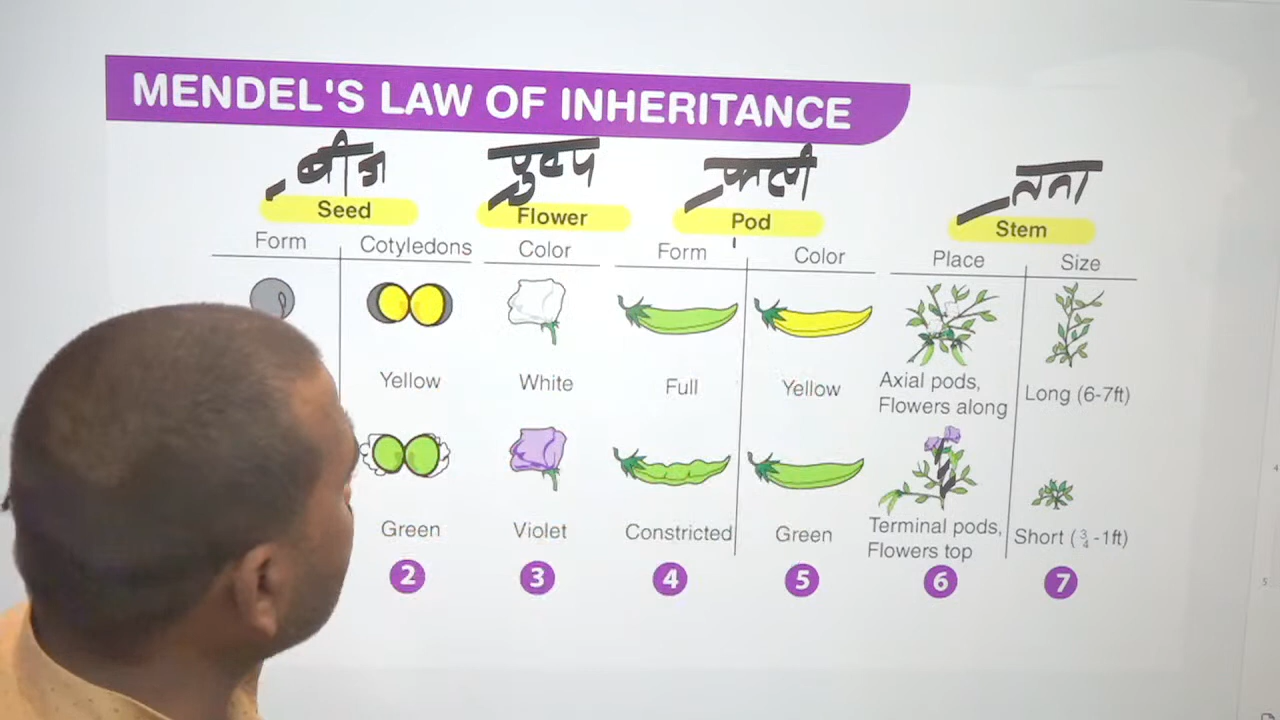 MENDEL'S LAW OF INHERITANCE
बीज पुष्प फली तना
Seed Flower Pod Stem
Form Cotyledons Color Form Color Place Size
Yellow White Full Yellow Axial pods, Flowers along Long (6-7ft)
Green Violet Constricted Green Terminal pods, Flowers top Short (¾-1ft)
2 3 4 5 6 7